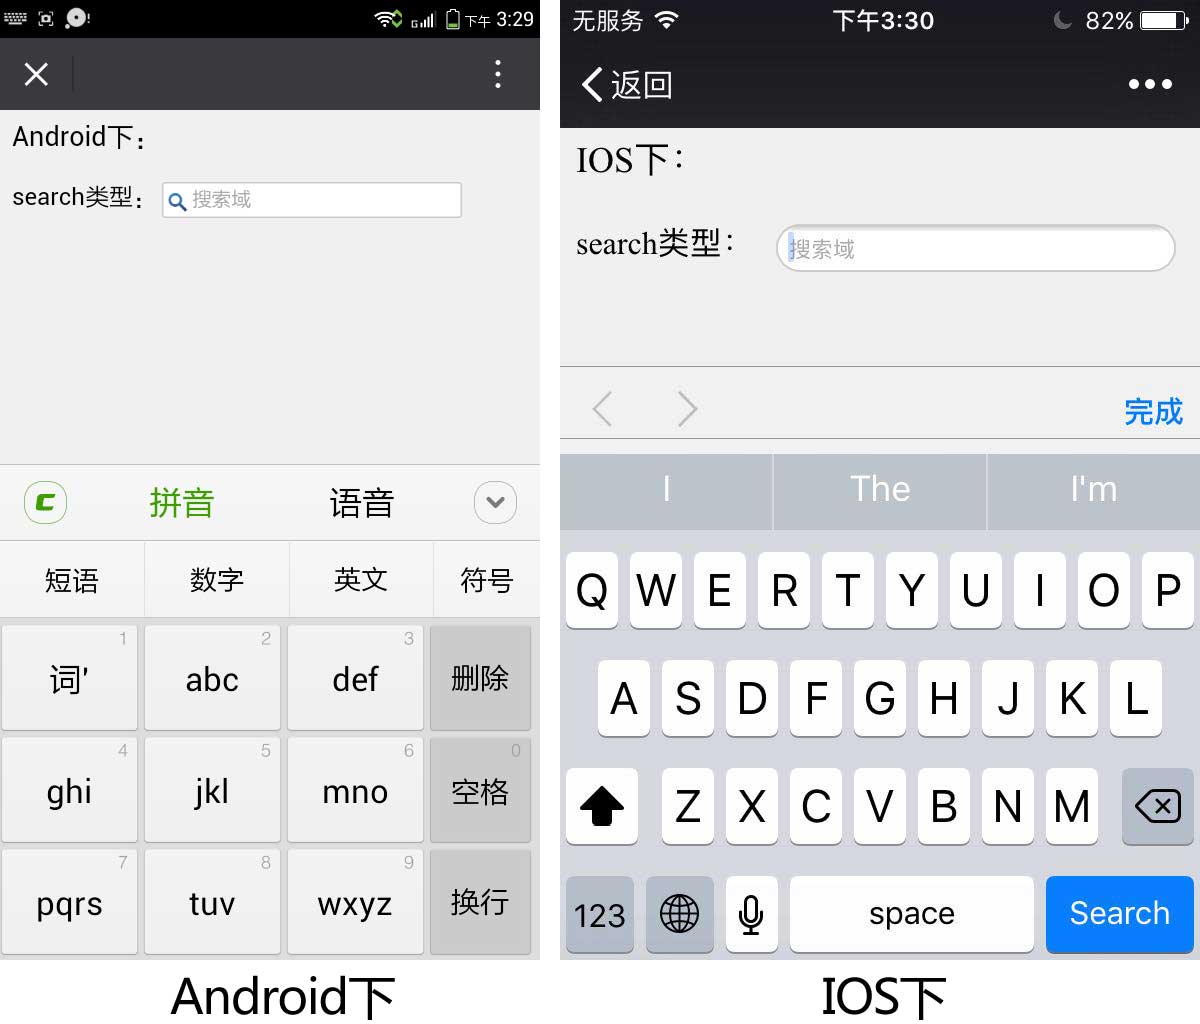 下午 3:29
Android下：
search类型： 搜索域
拼音 语音
短语 数字 英文 符号
词' 1 abc 2 def 3 删除
ghi 4 jkl 5 mno 6 空格 0
pqrs 7 tuv 8 wxyz 9 换行
Android下
无服务 下午3:30 82%
返回
IOS下：
search类型： 搜索域
完成
I The I'm
Q W E R T Y U I O P
A S D F G H J K L
Z X C V B N M
123 space Search
IOS下